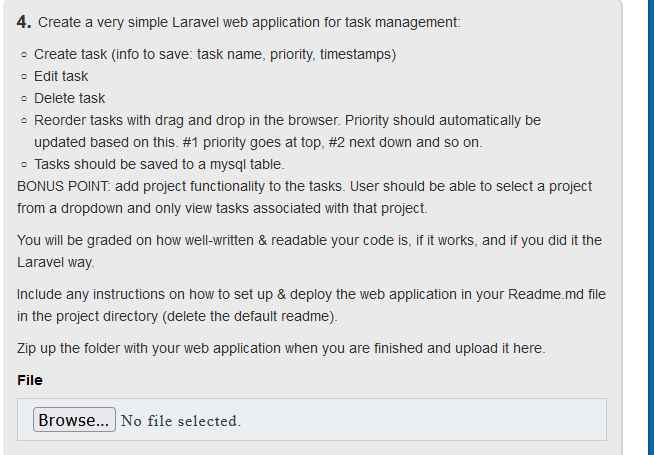 4. Create a very simple Laravel web application for task management:
○ Create task (info to save: task name, priority, timestamps)
○ Edit task
○ Delete task
○ Reorder tasks with drag and drop in the browser. Priority should automatically be
updated based on this. #1 priority goes at top, #2 next down and so on.
○ Tasks should be saved to a mysql table.
BONUS POINT: add project functionality to the tasks. User should be able to select a project
from a dropdown and only view tasks associated with that project.
You will be graded on how well-written & readable your code is, if it works, and if you did it the
Laravel way.
Include any instructions on how to set up & deploy the web application in your Readme.md file
in the project directory (delete the default readme).
Zip up the folder with your web application when you are finished and upload it here.
File
Browse... No file selected.